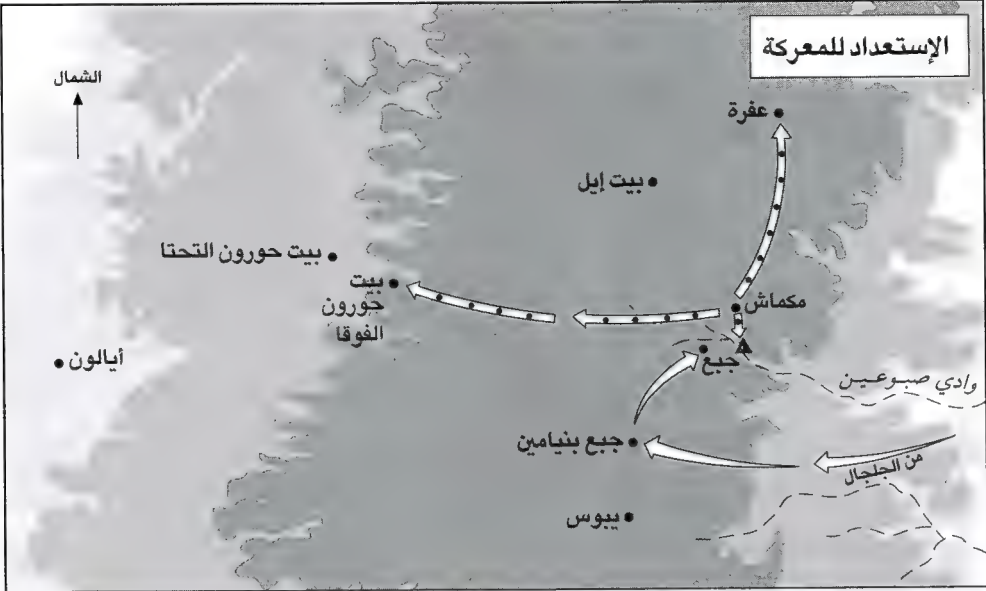 الإستعداد للمعركة
الشمال
عفرة
بيت إيل
بيت حورون التحتا
بيت
حورون
الفوقا
مكماش
أيالون
جبع
وادي صبوعين
جبع بنيامين
من الجلجال
يبوس